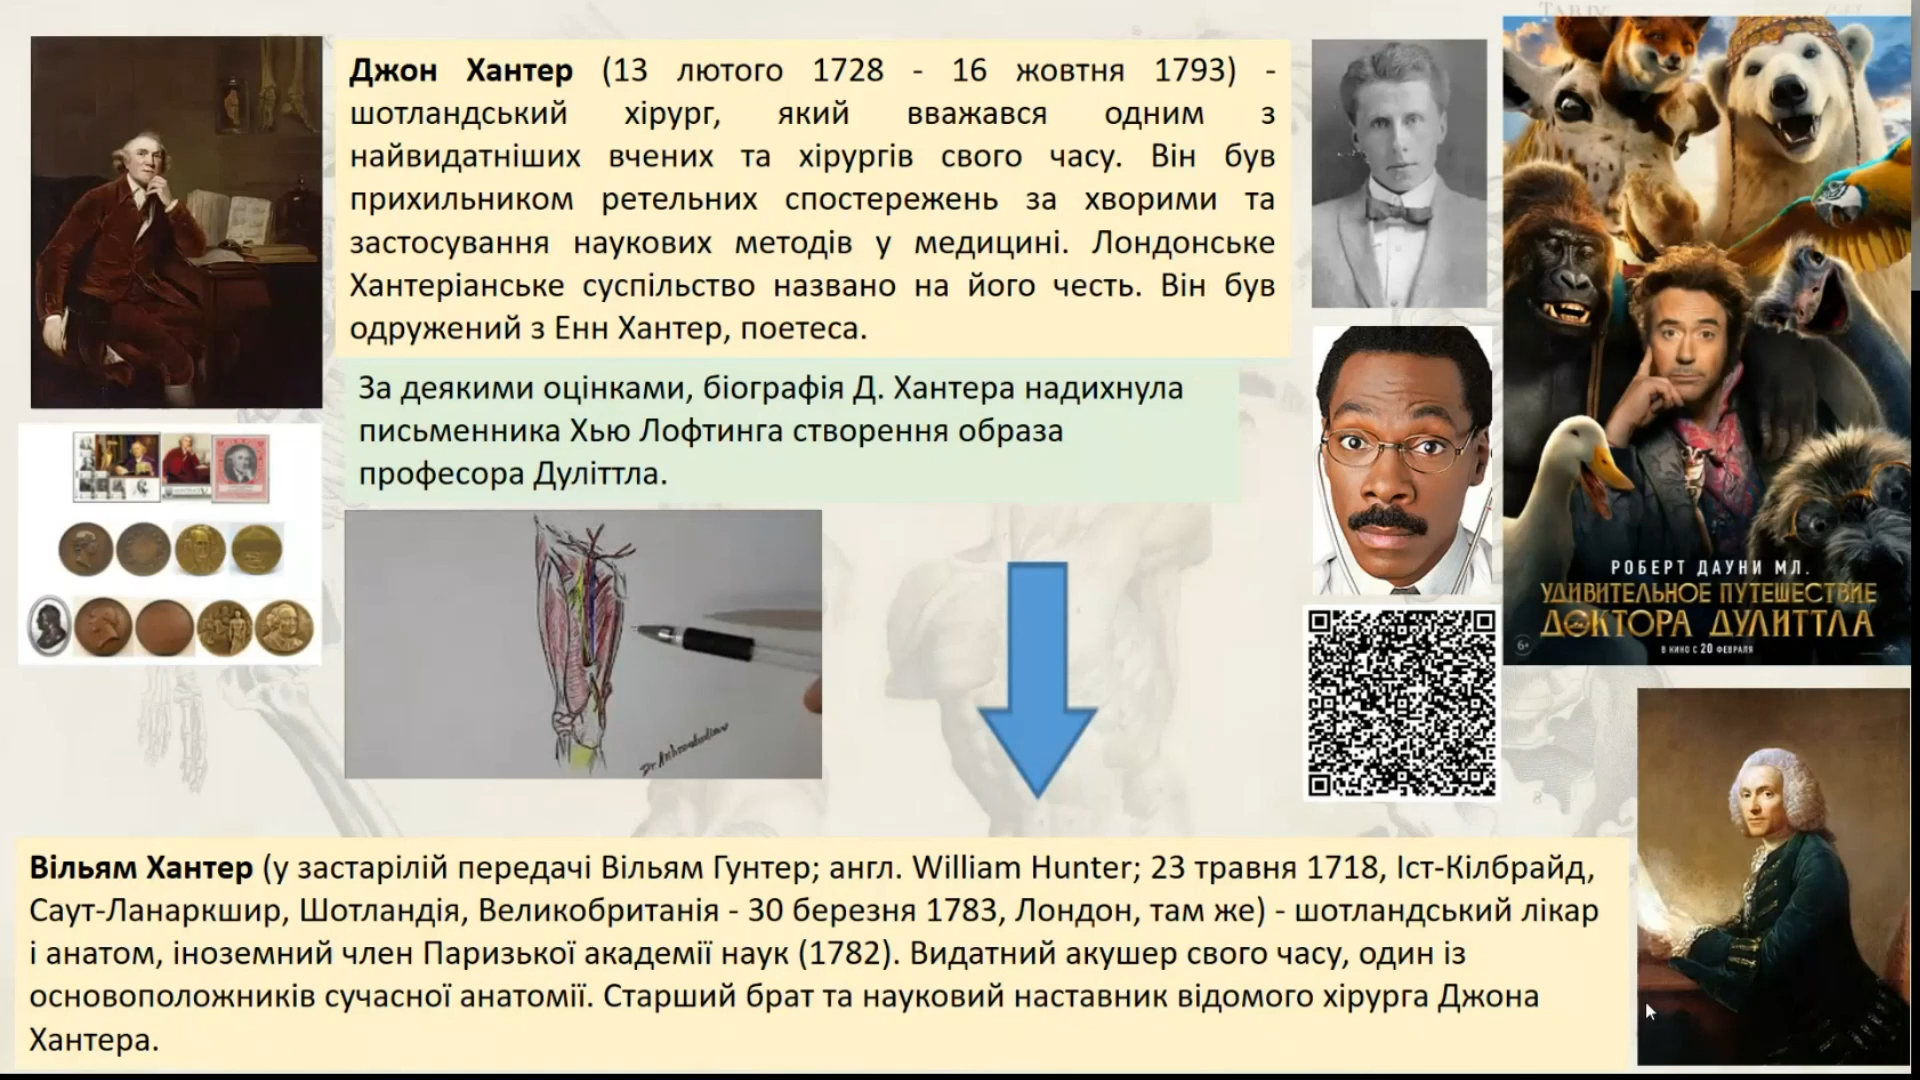 Джон Хантер (13 лютого 1728 - 16 жовтня 1793) -
шотландський хірург, який вважався одним з
найвидатніших вчених та хірургів свого часу. Він був
прихильником ретельних спостережень за хворими та
застосування наукових методів у медицині. Лондонське
Хантеріанське суспільство названо на його честь. Він був
одружений з Енн Хантер, поетеса.
За деякими оцінками, біографія Д. Хантера надихнула
письменника Хью Лофтинга створення образа
професора Дуліттла.
РОБЕРТ ДАУНИ МЛ.
УДИВИТЕЛЬНОЕ ПУТЕШЕСТВИЕ
ДОКТОРА ДУЛИТТЛА
6+
В КИНО С 20 ФЕВРАЛЯ
Вільям Хантер (у застарілій передачі Вільям Гунтер; англ. William Hunter; 23 травня 1718, Іст-Кілбрайд,
Саут-Ланаркшир, Шотландія, Великобританія - 30 березня 1783, Лондон, там же) - шотландський лікар
і анатом, іноземний член Паризької академії наук (1782). Видатний акушер свого часу, один із
основоположників сучасної анатомії. Старший брат та науковий наставник відомого хірурга Джона
Хантера.